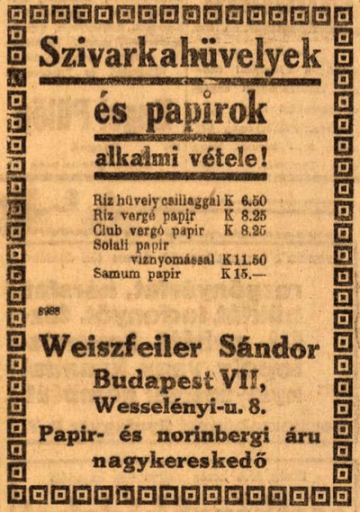 Szivarkahüvelyek
és papirok
alkalmi vétele!
Riz hüvely csillaggal K 6.50
Riz vergé papir K 8.25
Club vergó papir K 8.25
Solali papir
viznyomással K 11.50
Samum papir K 15.—
8988
Weiszfeiler Sándor
Budapest VII,
Wesselényi-u. 8.
Papir- és norinbergi áru
nagykereskedő